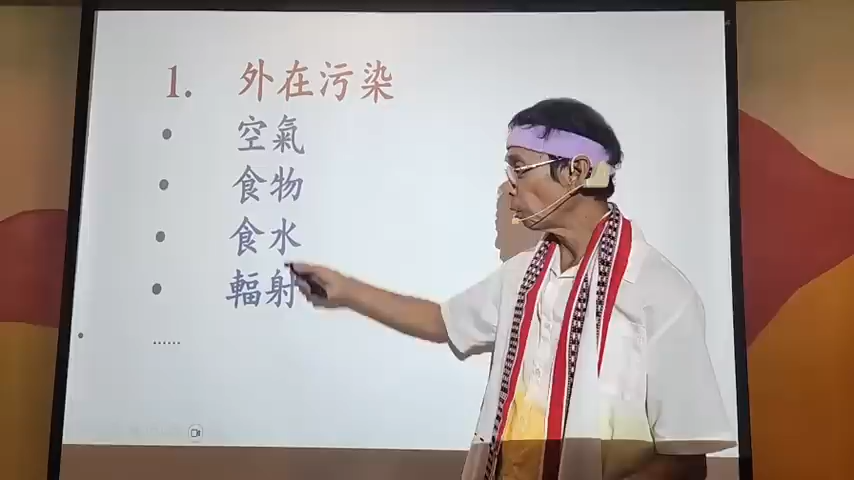 1. 外在污染
• 空氣
• 食物
• 食水
• 輻射
......